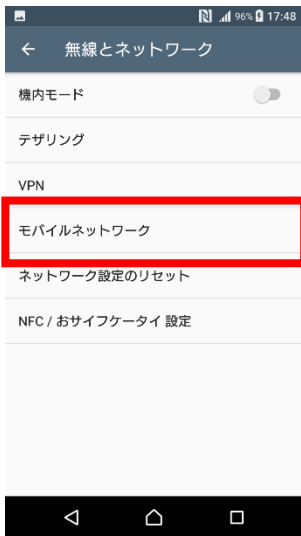 96% 17:48
無線とネットワーク
機内モード
テザリング
VPN
モバイルネットワーク
ネットワーク設定のリセット
NFC / おサイフケータイ 設定